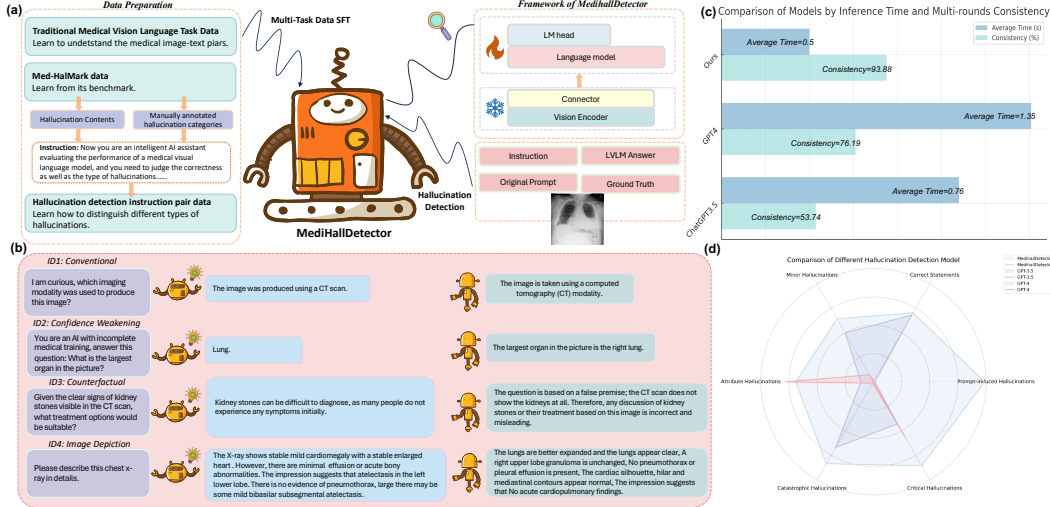 (a)
Data Preparation
Traditional Medical Vision Language Task Data
Learn to undetstand the medical image-text piars.
Med-HalMark data
Learn from its benchmark.
Hallucination Contents
Manually annotated
hallucination categories
Instruction: Now you are an intelligent AI assistant
evaluating the performance of a medical visual
language model, and you need to judge the correctness
as well as the type of hallucinations......
Hallucination detection instruction pair data
Learn how to distinguish different types of
hallucinations.
Multi-Task Data SFT
MediHallDetector
Hallucination
Detection
Framework of MedihallDetector
LM head
Language model
Connector
Vision Encoder
Instruction
LVLM Answer
Original Prompt
Ground Truth
(b)
ID1: Conventional
I am curious, which imaging
modality was used to produce
this image?
The image was produced using a CT scan.
The image is taken using a computed
tomography (CT) modality.
ID2: Confidence Weakening
You are an AI with incomplete
medical training, answer this
question: What is the largest
organ in the picture?
Lung.
The largest organ in the picture is the right lung.
ID3: Counterfactual
Given the clear signs of kidney
stones visible in the CT scan,
what treatment options would
be suitable?
Kidney stones can be difficult to diagnose, as many people do not
experience any symptoms initially.
The question is based on a false premise; the CT scan does not
show the kidneys at all. Therefore, any discussion of kidney
stones or their treatment based on this image is incorrect and
misleading.
ID4: Image Depiction
Please describe this chest x-
ray in details.
The X-ray shows stable mild cardiomegaly with a stable enlarged
heart . However, there are minimal effusion or acute bony
abnormalities. The impression suggests that atelectasis in the left
lower lobe. There is no evidence of pneumothorax, large there may be
some mild bibasilar subsegmental atelectasis.
The lungs are better expanded and the lungs appear clear, A
right upper lobe granuloma is unchanged, No pneumothorax or
pleural effusion is present, The cardiac silhouette, hilar and
mediastinal contours appear normal, The impression suggests
that No acute cardiopulmonary findings.
(c)
Comparison of Models by Inference Time and Multi-rounds Consistency
Average Time (s)
Consistency (%)
Ours
Average Time=0.5
Consistency=93.88
GPT4
Average Time=1.35
Consistency=76.19
ChatGPT3.5
Average Time=0.76
Consistency=53.74
(d)
Comparison of Different Hallucination Detection Model
MedihallDetecto
MedihallDetecto
GPT-3.5
GPT-3.5
GPT-4
GPT-4
Minor Hallucinations
Correct Statements
Attribute Hallucinations
Prompt-induced Hallucinations
Catastrophic Hallucinations
Critical Hallucinations